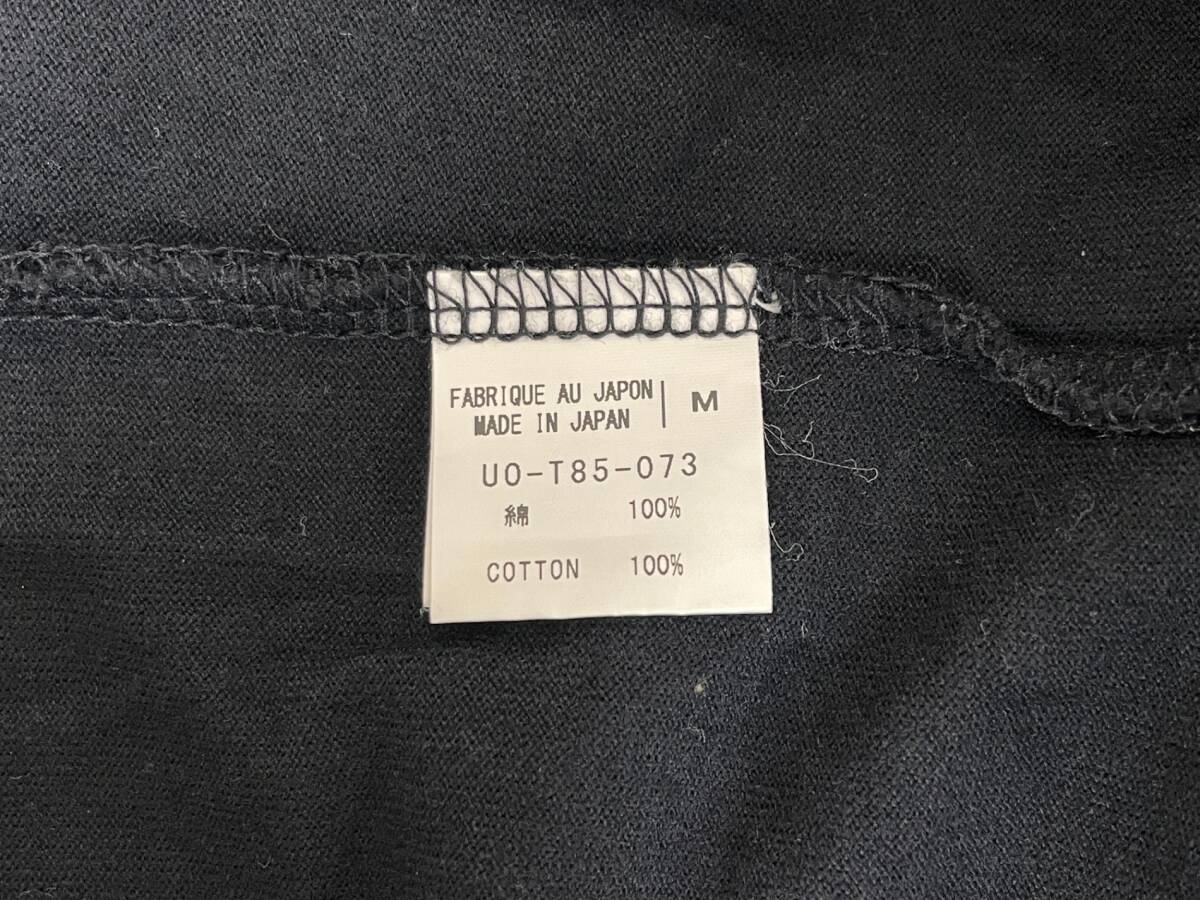 FABRIQUE AU JAPON
MADE IN JAPAN
M
UO-T85-073
綿 100%
COTTON 100%